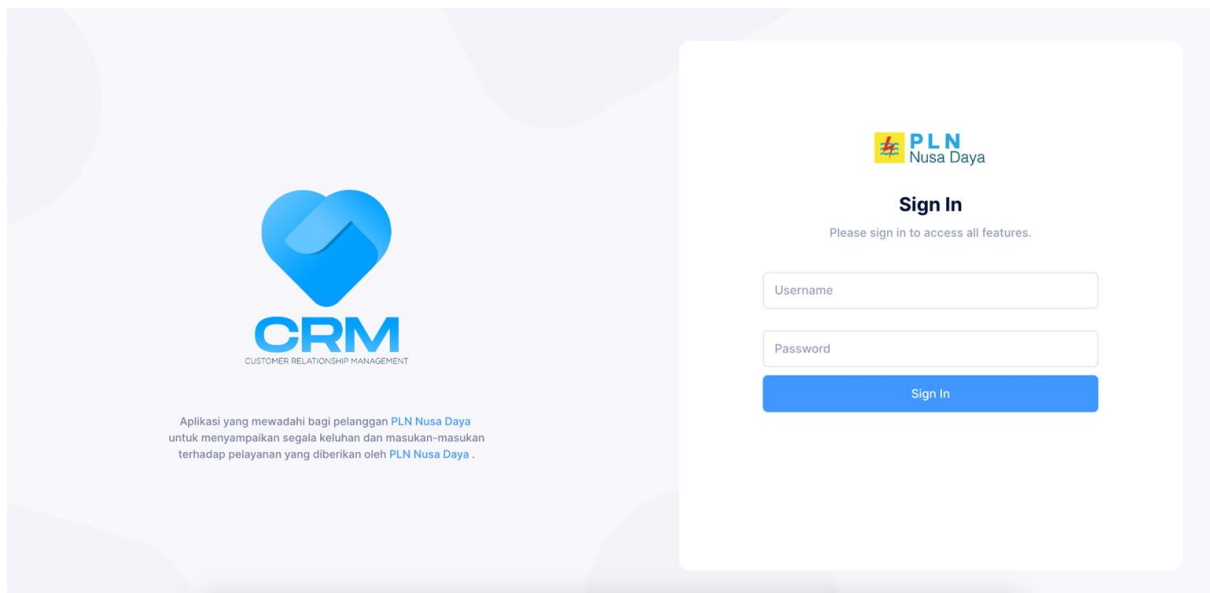 CRM
CUSTOMER RELATIONSHIP MANAGEMENT
Aplikasi yang mewadahi bagi pelanggan PLN Nusa Daya
untuk menyampaikan segala keluhan dan masukan-masukan
terhadap pelayanan yang diberikan oleh PLN Nusa Daya .
PLN
Nusa Daya
Sign In
Please sign in to access all features.
Username
Password
Sign In